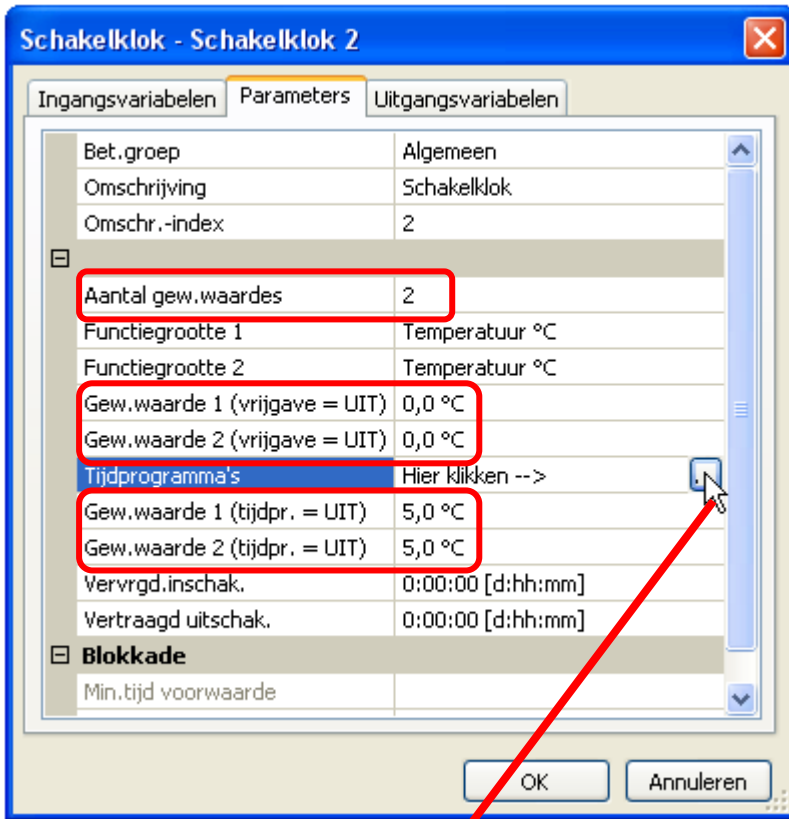 Schakelklok - Schakelklok 2
Ingangsvariabelen Parameters Uitgangsvariabelen
Bet.groep Algemeen
Omschrijving Schakelklok
Omschr.-index 2
Aantal gew.waardes 2
Functiegrootte 1 Temperatuur °C
Functiegrootte 2 Temperatuur °C
Gew.waarde 1 (vrijgave = UIT) 0,0 °C
Gew.waarde 2 (vrijgave = UIT) 0,0 °C
Tijdprogramma's Hier klikken -->
Gew.waarde 1 (tijdpr. = UIT) 5,0 °C
Gew.waarde 2 (tijdpr. = UIT) 5,0 °C
Vervrgd.inschak. 0:00:00 [d:hh:mm]
Vertraagd uitschak. 0:00:00 [d:hh:mm]
Blokkade
Min.tijd voorwaarde
OK Annuleren